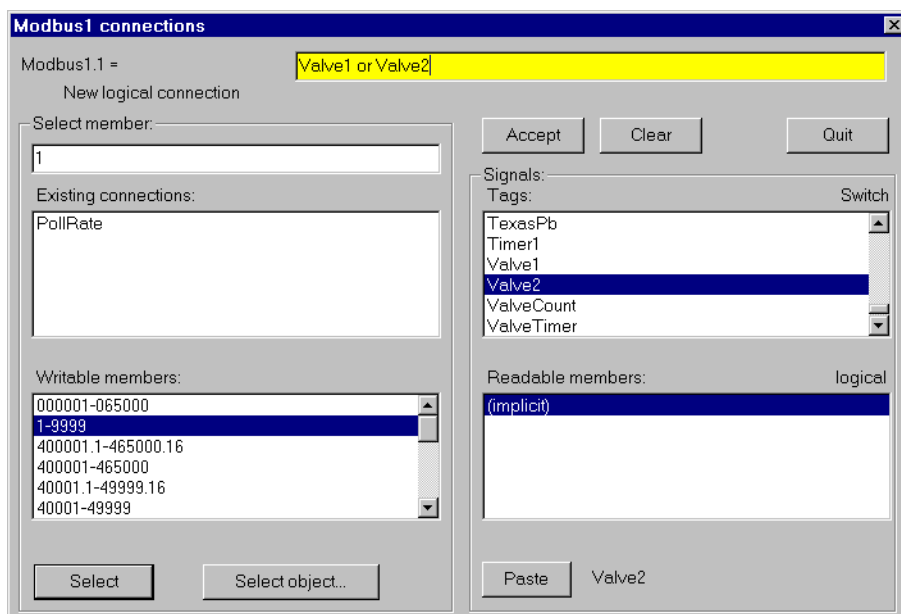 Modbus1 connections
Modbus1.1 =
Valve1 or Valve2
New logical connection
Select member:
1
Existing connections:
PollRate
Writable members:
000001-065000
1-9999
400001.1-465000.16
400001-465000
40001.1-49999.16
40001-49999
Select
Select object...
Accept
Clear
Quit
Signals:
Tags:
Switch
TexasPb
Timer1
Valve1
Valve2
ValveCount
ValveTimer
Readable members:
logical
(implicit)
Paste
Valve2